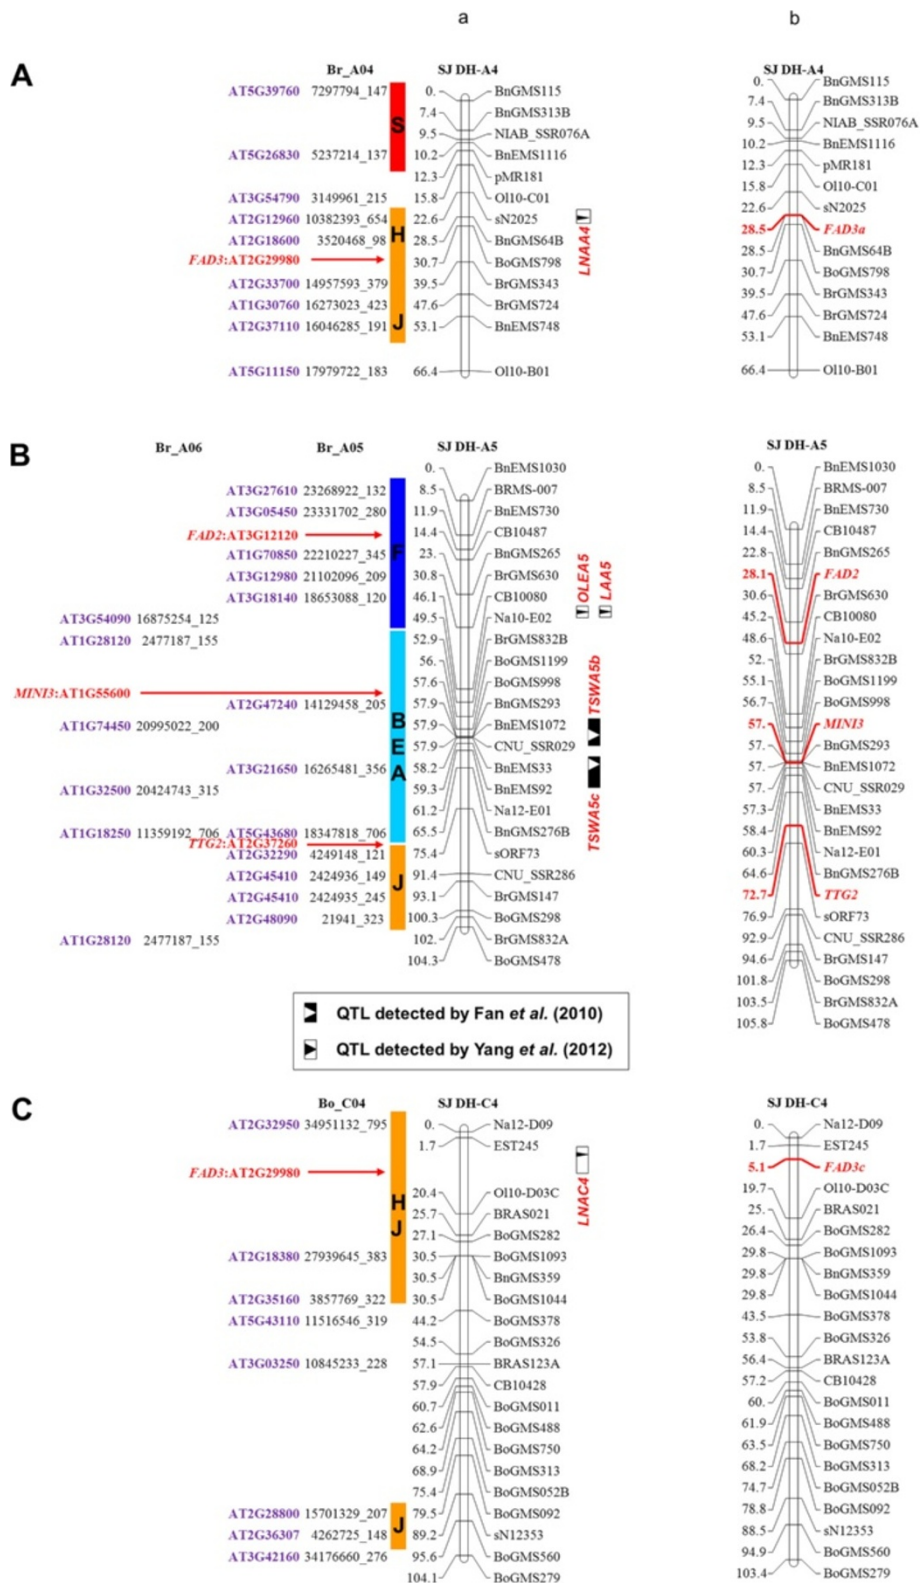 a b
A
Br_A04 SJ DH-A4 SJ DH-A4
AT5G39760 7297794_147 0. BnGMS115 0. BnGMS115
7.4 BnGMS313B 7.4 BnGMS313B
S
9.5 NIAB_SSR076A 9.5 NIAB_SSR076A
AT5G26830 5237214_137 10.2 BnEMS1116 10.2 BnEMS1116
12.3 pMR181 12.3 pMR181
AT3G54790 3149961_215 15.8 Ol10-C01 15.8 Ol10-C01
AT2G12960 10382393_654 22.6 sN2025 22.6 sN2025
H
LNAA4
28.5 FAD3a
AT2G18600 3520468_98 28.5 BnGMS64B 28.5 BnGMS64B
FAD3:AT2G29980 30.7 BoGMS798 30.7 BoGMS798
AT2G33700 14957593_379 39.5 BrGMS343 39.5 BrGMS343
AT1G30760 16273023_423 47.6 BrGMS724 47.6 BrGMS724
AT2G37110 16046285_191 J 53.1 BnEMS748 53.1 BnEMS748
AT5G11150 17979722_183 66.4 Ol10-B01 66.4 Ol10-B01
B
Br_A06 Br_A05 SJ DH-A5 SJ DH-A5
0. BnEMS1030 0. BnEMS1030
AT3G27610 23268922_132 8.5 BRMS-007 8.5 BRMS-007
AT3G05450 23331702_280 11.9 BnEMS730 11.9 BnEMS730
FAD2:AT3G12120 14.4 CB10487 14.4 CB10487
AT1G70850 22210227_345 F 23. BnGMS265 22.8 BnGMS265
28.1 FAD2
AT3G12980 21102096_209 30.8 BrGMS630 30.6 BrGMS630
OLEA5 LAA5
AT3G18140 18653088_120 46.1 CB10080 45.2 CB10080
AT3G54090 16875254_125 49.5 Na10-E02 48.6 Na10-E02
AT1G28120 2477187_155 52.9 BrGMS832B 52. BrGMS832B
56. BoGMS1199 55.1 BoGMS1199
MINI3:AT1G55600 57.6 BoGMS998 56.7 BoGMS998
TSWA5b
57. MINI3
AT2G47240 14129458_205 57.9 BnGMS293 57. BnGMS293
AT1G74450 20995022_200 B 57.9 BnEMS1072 57. BnEMS1072
E 57.9 CNU_SSR029 57. CNU_SSR029
AT3G21650 16265481_356 A 58.2 BnEMS33 57.3 BnEMS33
AT1G32500 20424743_315 59.3 BnEMS92 58.4 BnEMS92
TSWA5c
61.2 Na12-E01 60.3 Na12-E01
AT1G18250 11359192_706 AT5G43680 18347818_706 65.5 BnGMS276B 64.6 BnGMS276B
TTG2:AT2G37260 72.7 TTG2
AT2G32290 4249148_121 75.4 sORF73 76.9 sORF73
AT2G45410 2424936_149 J 91.4 CNU_SSR286 92.9 CNU_SSR286
AT2G45410 2424935_245 93.1 BrGMS147 94.6 BrGMS147
AT2G48090 21941_323 100.3 BoGMS298 101.8 BoGMS298
AT1G28120 2477187_155 102. BrGMS832A 103.5 BrGMS832A
104.3 BoGMS478 105.8 BoGMS478
QTL detected by Fan et al. (2010)
QTL detected by Yang et al. (2012)
C
Bo_C04 SJ DH-C4 SJ DH-C4
AT2G32950 34951132_795 0. Na12-D09 0. Na12-D09
1.7 EST245 1.7 EST245
FAD3:AT2G29980 5.1 FAD3c
LNAC4
H 20.4 Ol10-D03C 19.7 Ol10-D03C
J 25.7 BRAS021 25. BRAS021
27.1 BoGMS282 26.4 BoGMS282
AT2G18380 27939645_383 30.5 BoGMS1093 29.8 BoGMS1093
30.5 BnGMS359 29.8 BnGMS359
AT2G35160 3857769_322 30.5 BoGMS1044 29.8 BoGMS1044
AT5G43110 11516546_319 44.2 BoGMS378 43.5 BoGMS378
54.5 BoGMS326 53.8 BoGMS326
AT3G03250 10845233_228 57.1 BRAS123A 56.4 BRAS123A
57.9 CB10428 57.2 CB10428
60.7 BoGMS011 60. BoGMS011
62.6 BoGMS488 61.9 BoGMS488
64.2 BoGMS750 63.5 BoGMS750
68.9 BoGMS313 68.2 BoGMS313
75.4 BoGMS052B 74.7 BoGMS052B
AT2G28800 15701329_207 79.5 BoGMS092 78.8 BoGMS092
AT2G36307 4262725_148 J 89.2 sN12353 88.5 sN12353
AT3G42160 34176660_276 95.6 BoGMS560 94.9 BoGMS560
104.1 BoGMS279 103.4 BoGMS279